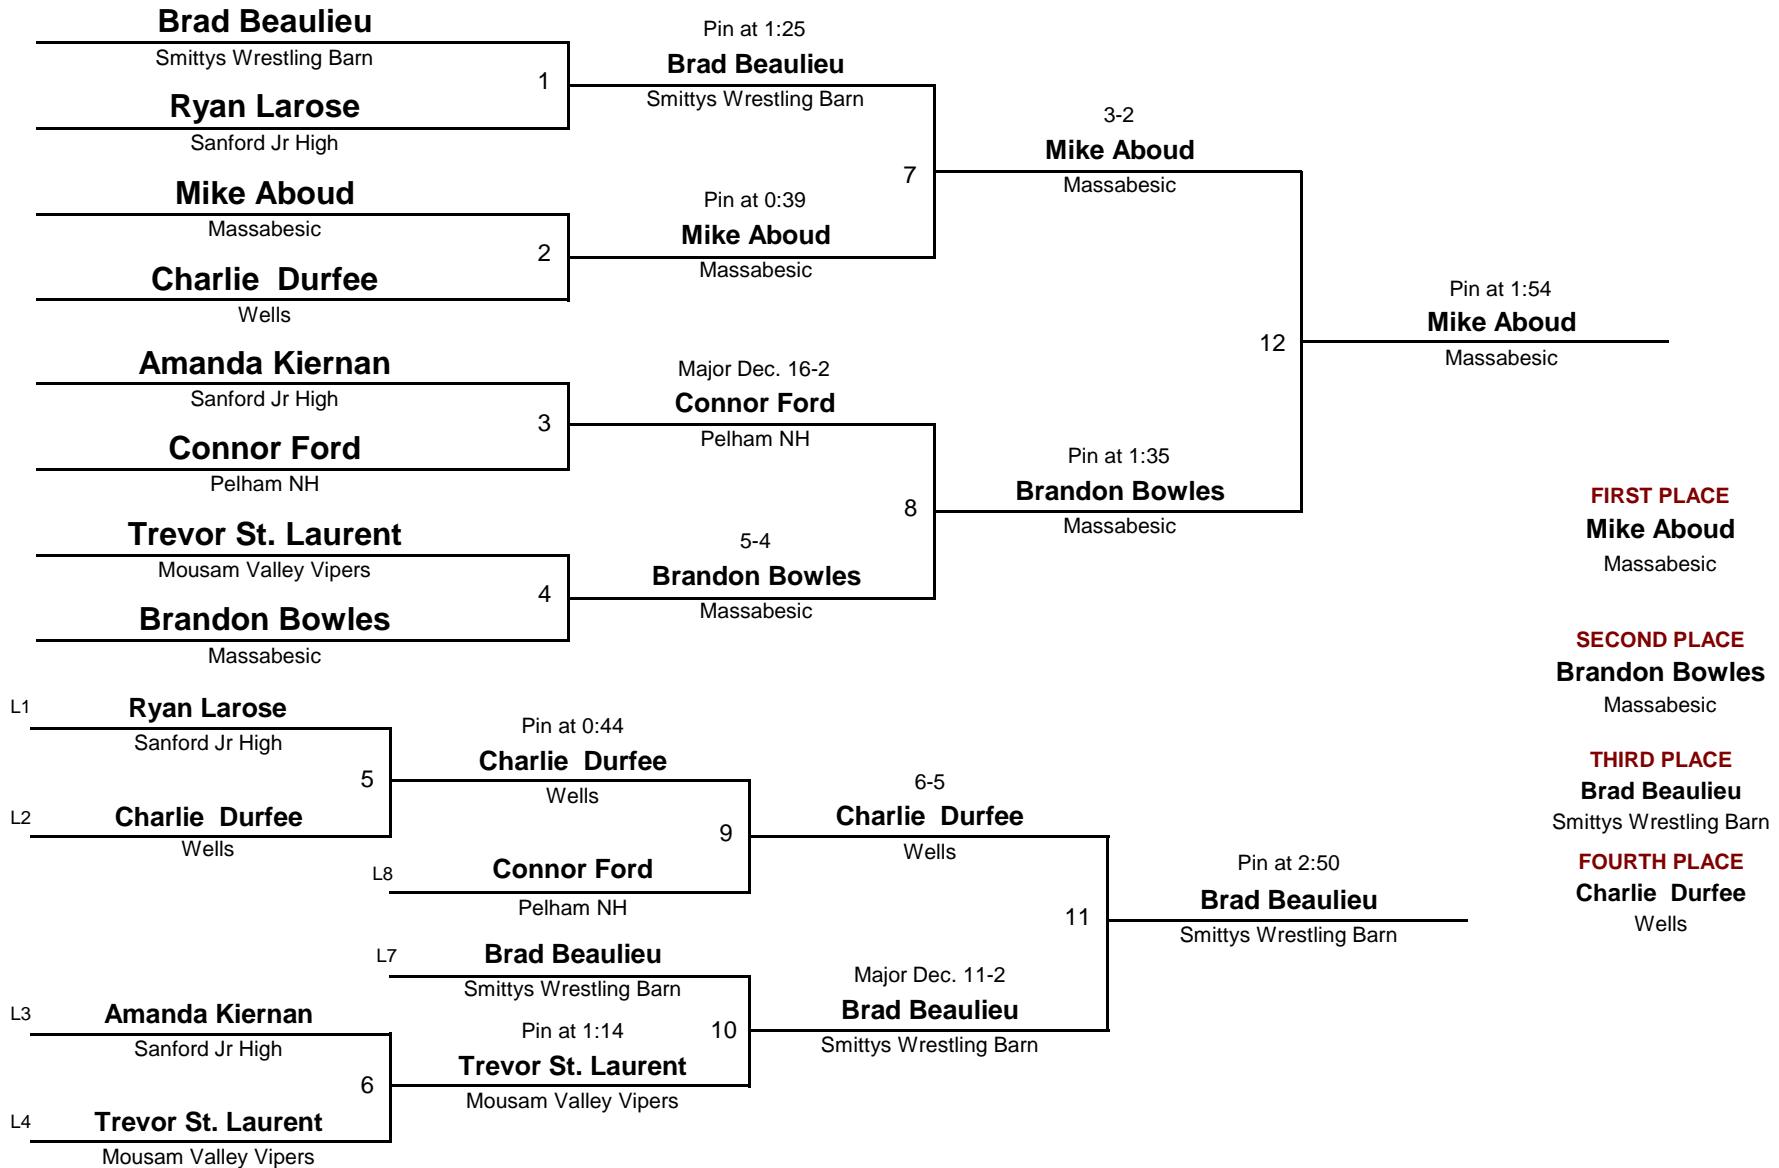 Brad Beaulieu
Smittys Wrestling Barn
1
Ryan Larose
Sanford Jr High
Mike Aboud
Massabesic
2
Charlie  Durfee
Wells
Amanda Kiernan
Sanford Jr High
3
Connor Ford
Pelham NH
Trevor St. Laurent
Mousam Valley Vipers
4
Brandon Bowles
Massabesic
Pin at 1:25
Brad Beaulieu
Smittys Wrestling Barn
7
Pin at 0:39
Mike Aboud
Massabesic
Major Dec. 16-2
Connor Ford
Pelham NH
8
5-4
Brandon Bowles
Massabesic
3-2
Mike Aboud
Massabesic
12
Pin at 1:35
Brandon Bowles
Massabesic
Pin at 1:54
Mike Aboud
Massabesic
FIRST PLACE
Mike Aboud
Massabesic
SECOND PLACE
Brandon Bowles
Massabesic
THIRD PLACE
Brad Beaulieu
Smittys Wrestling Barn
FOURTH PLACE
Charlie  Durfee
Wells
L1
Ryan Larose
Sanford Jr High
5
L2
Charlie  Durfee
Wells
Pin at 0:44
Charlie  Durfee
Wells
9
L8
Connor Ford
Pelham NH
L7
Brad Beaulieu
Smittys Wrestling Barn
10
Pin at 1:14
Trevor St. Laurent
Mousam Valley Vipers
L3
Amanda Kiernan
Sanford Jr High
6
L4
Trevor St. Laurent
Mousam Valley Vipers
6-5
Charlie  Durfee
Wells
11
Major Dec. 11-2
Brad Beaulieu
Smittys Wrestling Barn
Pin at 2:50
Brad Beaulieu
Smittys Wrestling Barn